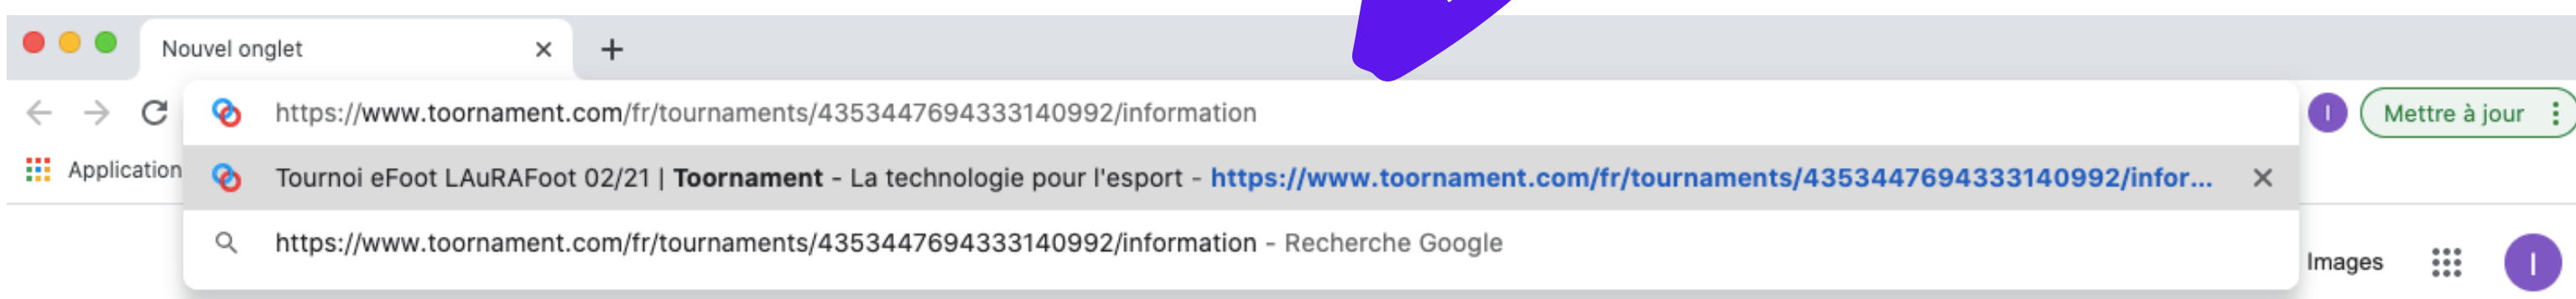 Nouvel onglet
https://www.toornament.com/fr/tournaments/4353447694333140992/information
I Mettre à jour
Application
Tournoi eFoot LAuRAFoot 02/21 | Toornament - La technologie pour l'esport - https://www.toornament.com/fr/tournaments/4353447694333140992/infor...
https://www.toornament.com/fr/tournaments/4353447694333140992/information - Recherche Google
Images I